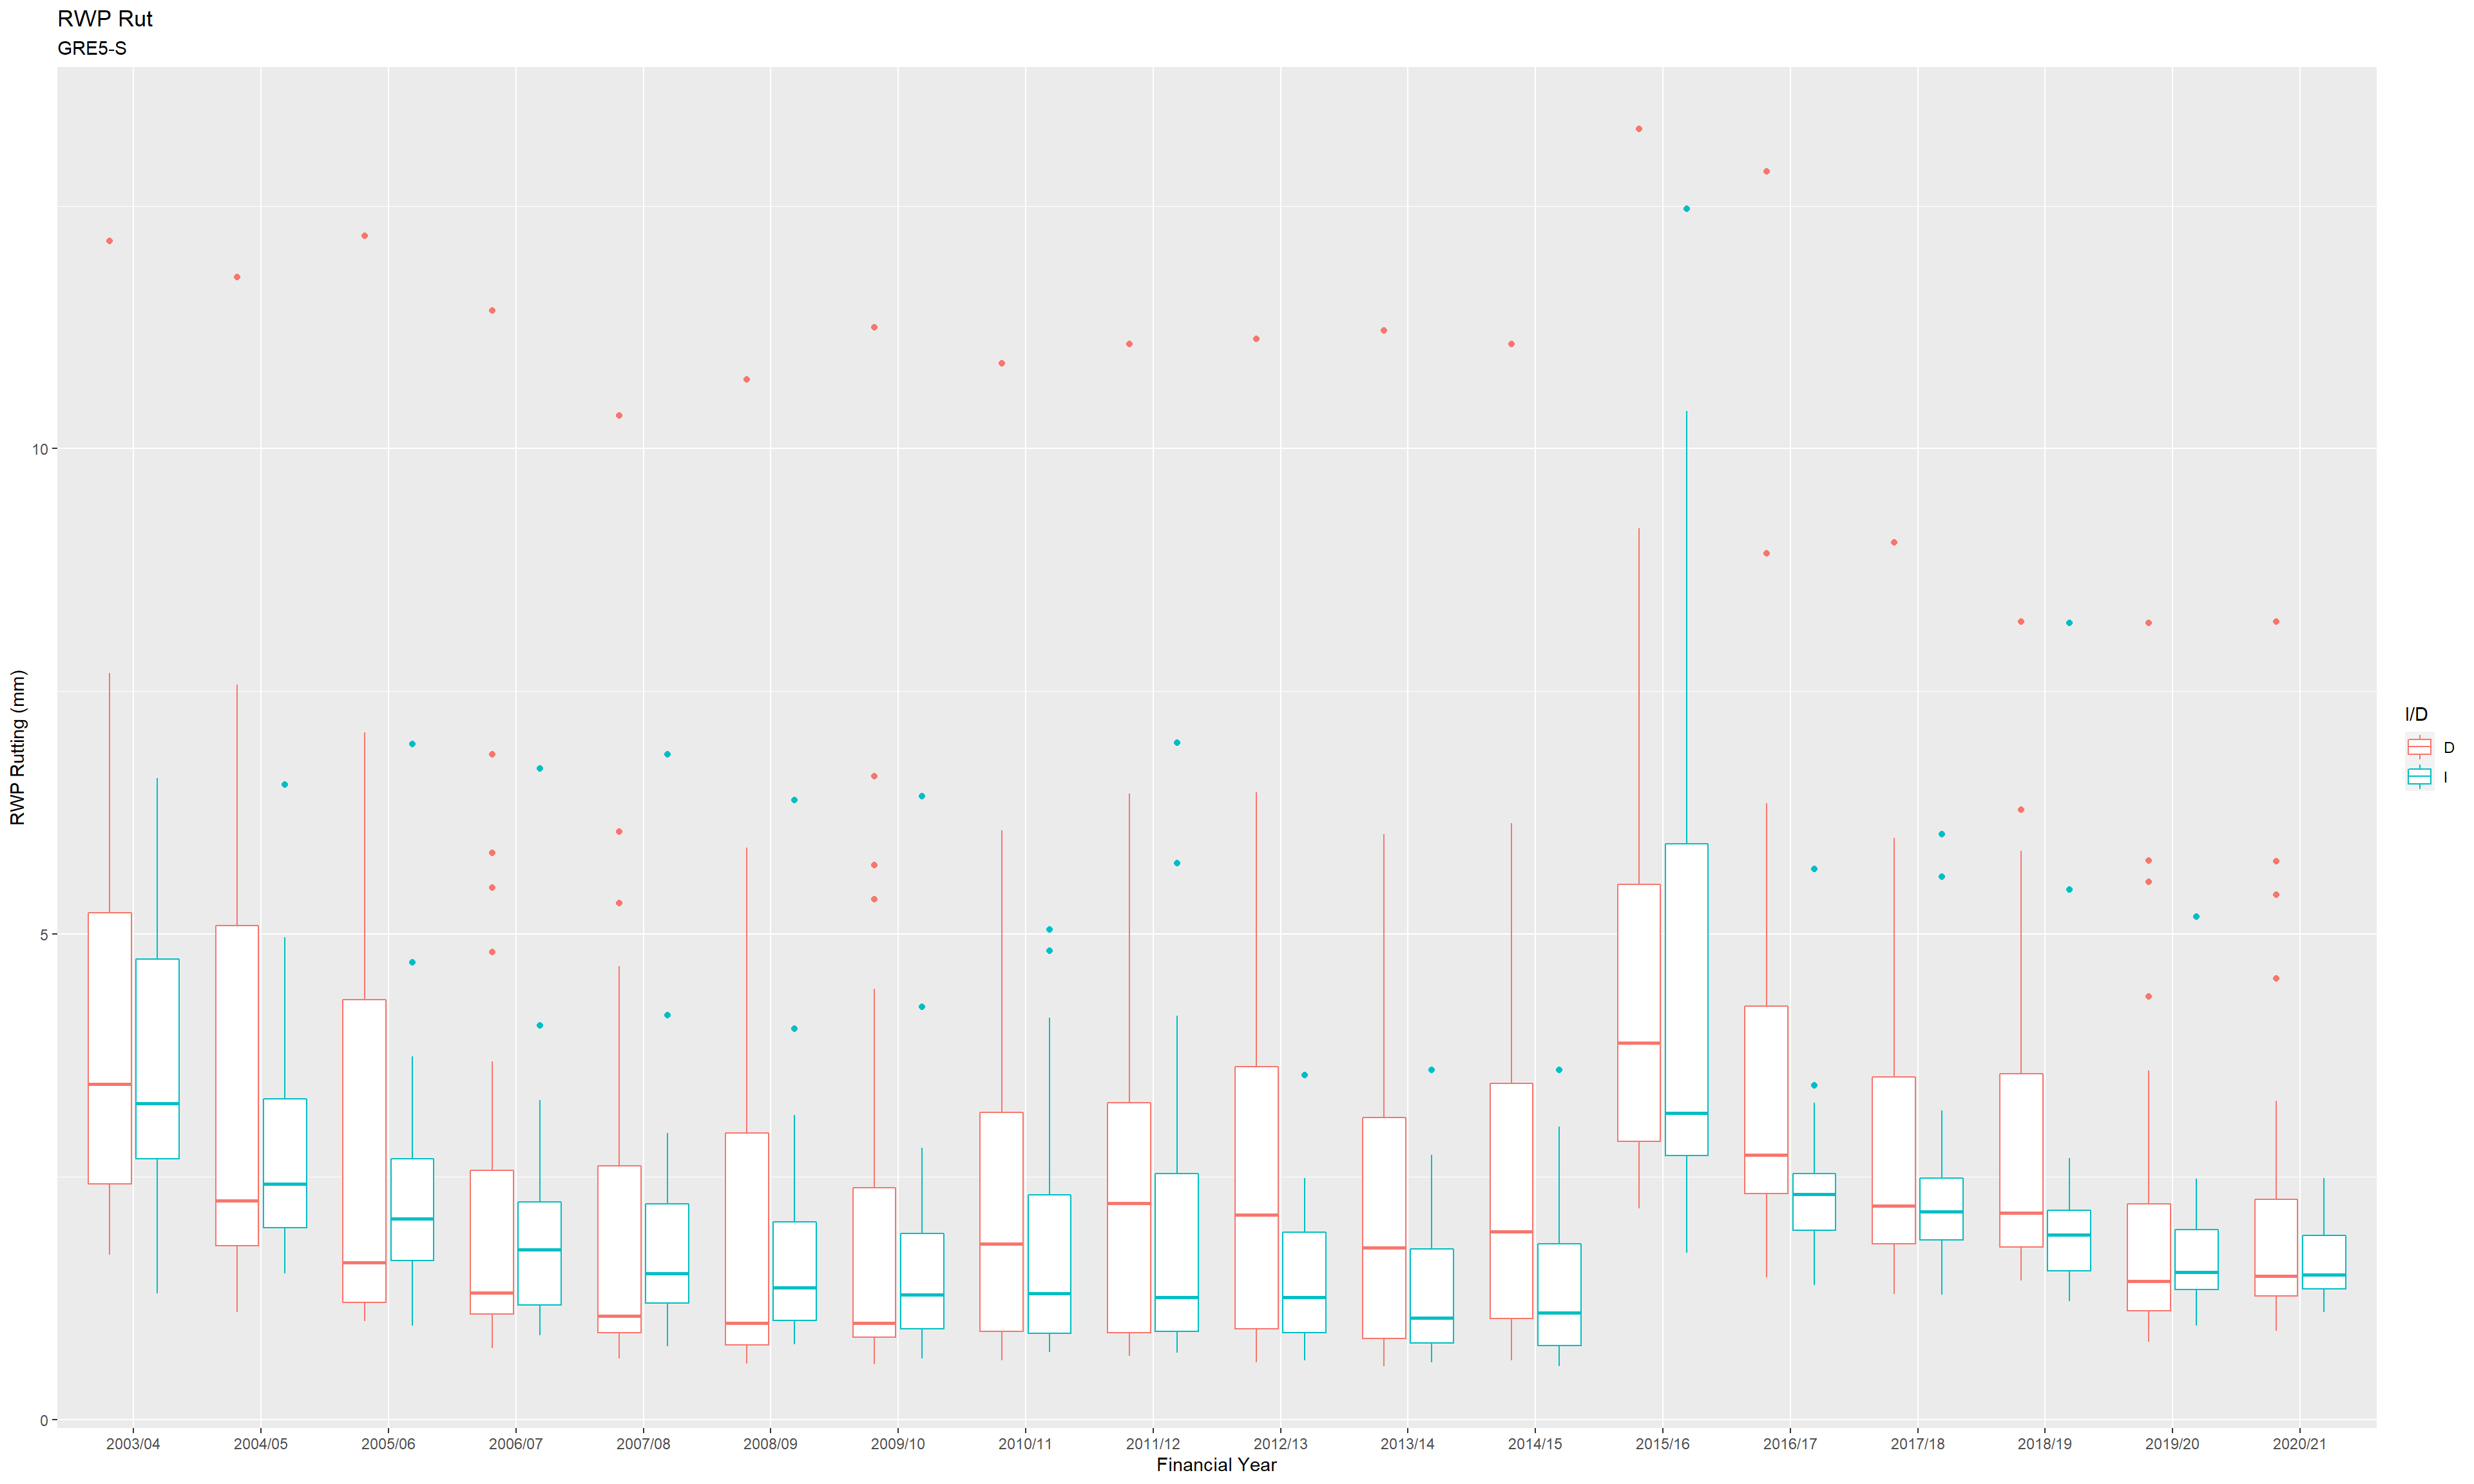 RWP Rut
GRE5-S
RWP Rutting (mm)
10
5
0
2003/04 2004/05 2005/06 2006/07 2007/08 2008/09 2009/10 2010/11 2011/12 2012/13 2013/14 2014/15 2015/16 2016/17 2017/18 2018/19 2019/20 2020/21
Financial Year
I/D
D
I